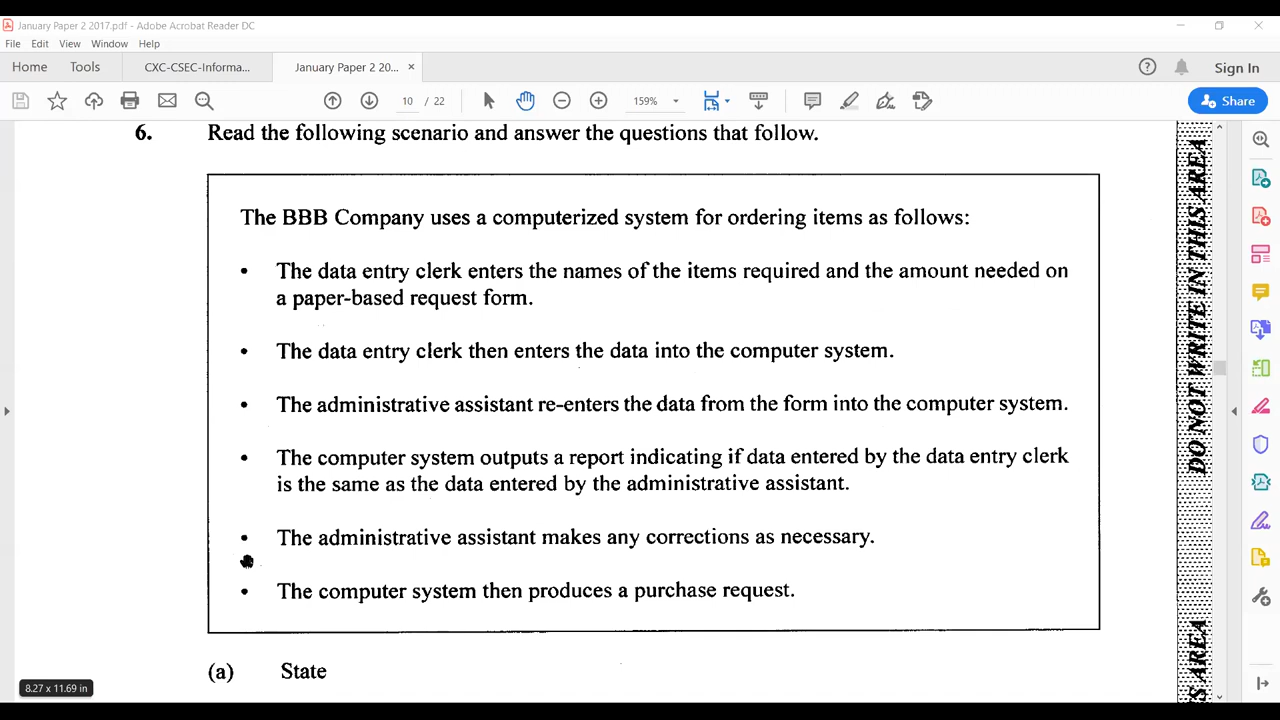 January Paper 2 2017.pdf - Adobe Acrobat Reader DC
File Edit View Window Help
Home Tools CXC-CSEC-Informa... January Paper 2 20... × Sign In
10 / 22 159% Share
6. Read the following scenario and answer the questions that follow.
The BBB Company uses a computerized system for ordering items as follows:
• The data entry clerk enters the names of the items required and the amount needed on
a paper-based request form.
• The data entry clerk then enters the data into the computer system.
• The administrative assistant re-enters the data from the form into the computer system.
• The computer system outputs a report indicating if data entered by the data entry clerk
is the same as the data entered by the administrative assistant.
• The administrative assistant makes any corrections as necessary.
• The computer system then produces a purchase request.
(a) State
8.27 x 11.69 in
DO NOT WRITE IN THIS AREA
S AREA